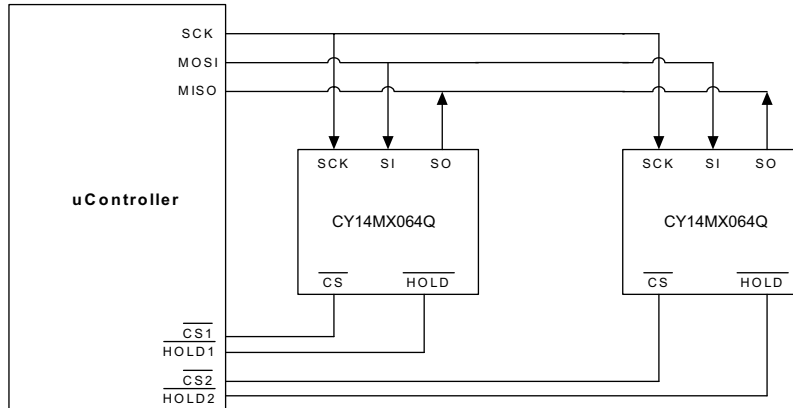 SCK
MOSI
MISO
SCK SI SO
SCK SI SO
uController
CY14MX064Q
CY14MX064Q
CS HOLD
CS HOLD
CS1
HOLD1
CS2
HOLD2